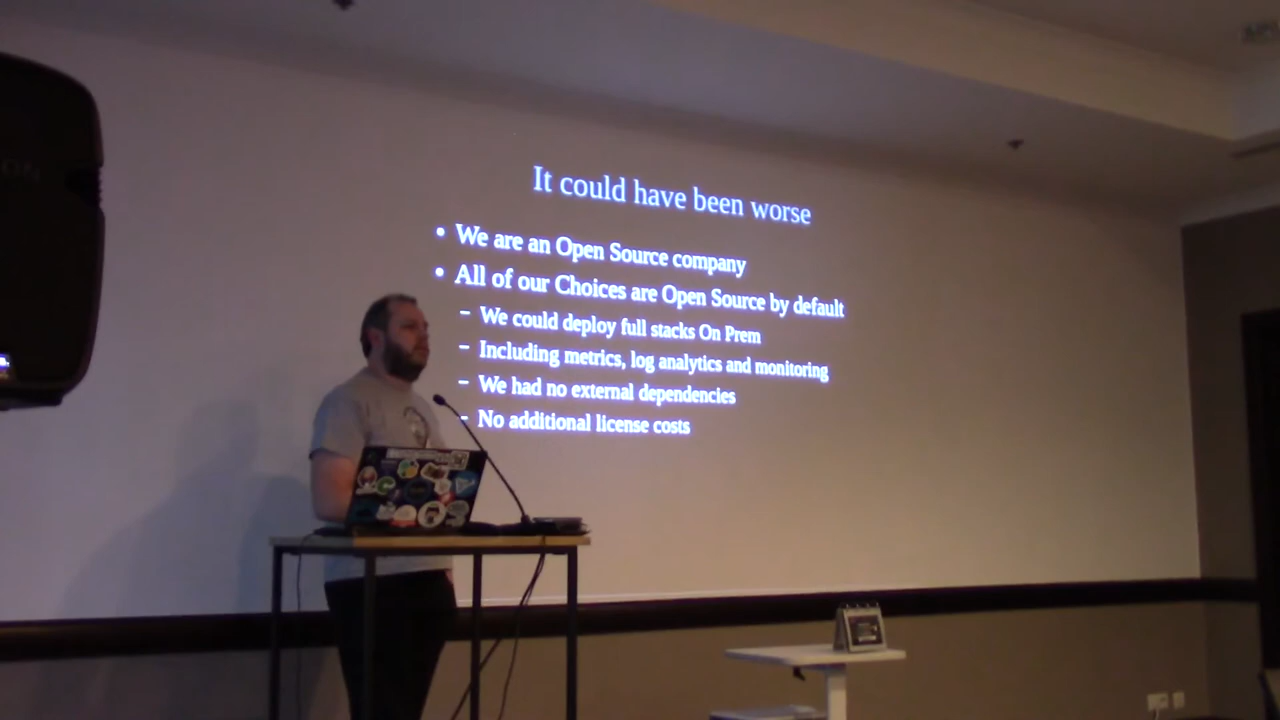 It could have been worse
• We are an Open Source company
• All of our Choices are Open Source by default
– We could deploy full stacks On Prem
– Including metrics, log analytics and monitoring
– We had no external dependencies
– No additional license costs